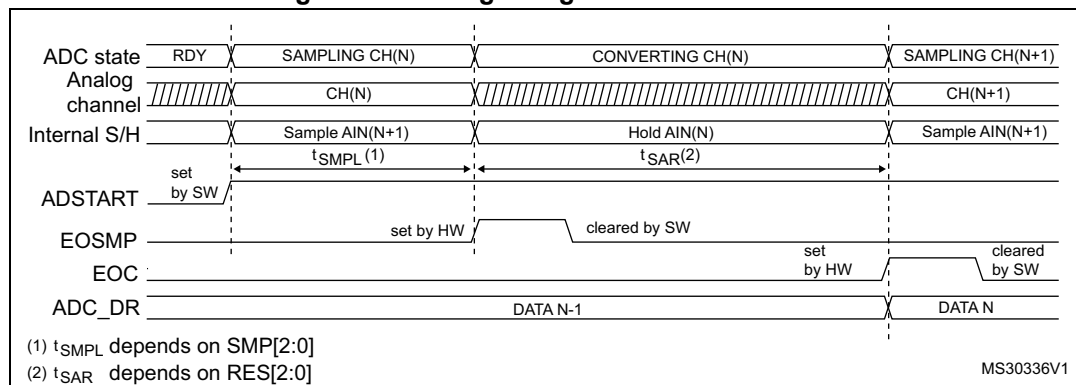 ADC state RDY SAMPLING CH(N) CONVERTING CH(N) SAMPLING CH(N+1)
Analog channel CH(N) CH(N+1)
Internal S/H Sample AIN(N+1) Hold AIN(N) Sample AIN(N+1)
tSMPL(1) tSAR(2)
set
by SW
ADSTART
set by HW cleared by SW
EOSMP
set
by HW
cleared
by SW
EOC
ADC_DR DATA N-1 DATA N
(1) tSMPL depends on SMP[2:0]
(2) tSAR depends on RES[2:0]
MS30336V1